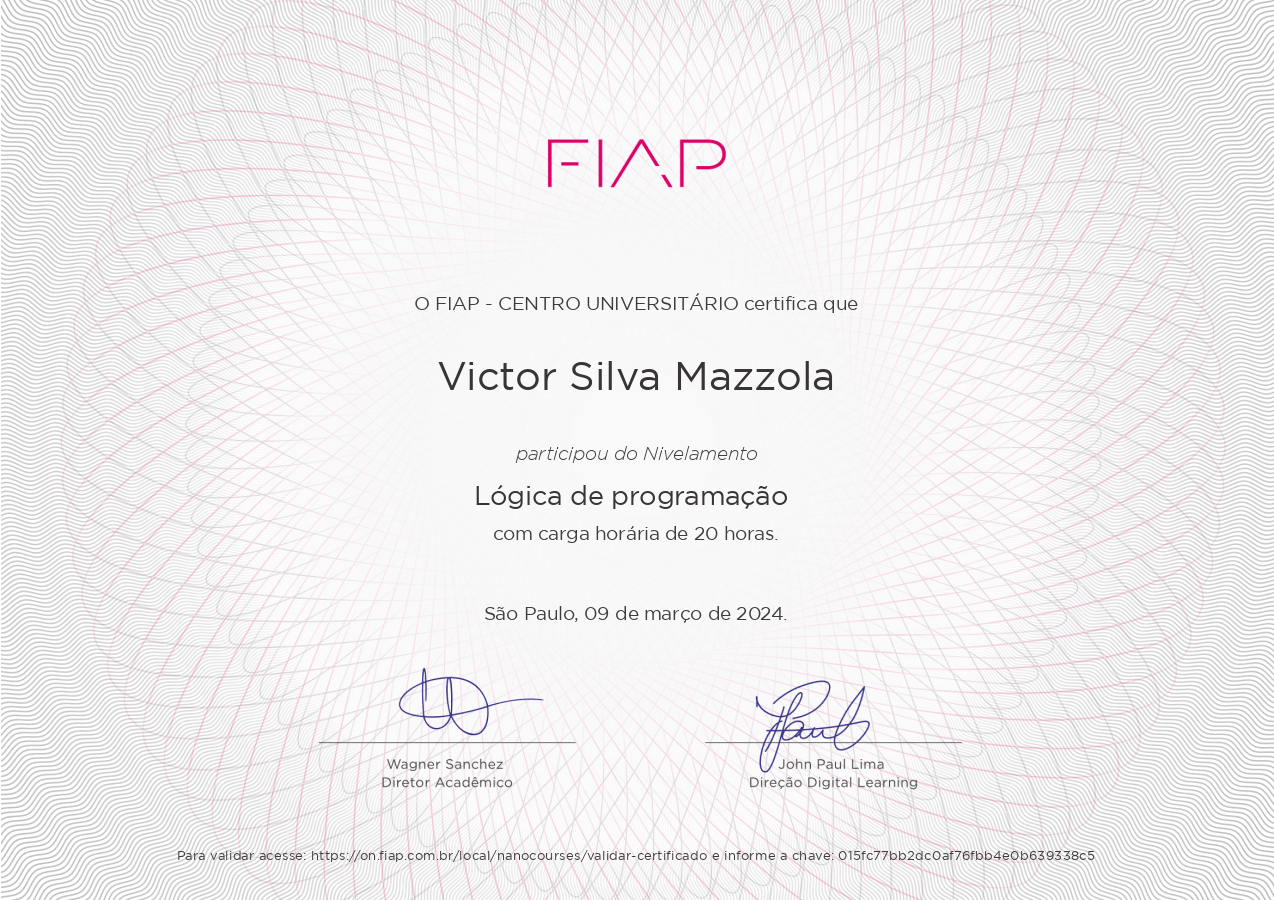 FIAP
O FIAP - CENTRO UNIVERSITÁRIO certifica que
Victor Silva Mazzola
participou do Nivelamento
Lógica de programação
com carga horária de 20 horas.
São Paulo, 09 de março de 2024.
Wagner Sanchez
Diretor Acadêmico
John Paul Lima
Direção Digital Learning
Para validar acesse: https://on.fiap.com.br/local/nanocourses/validar-certificado e informe a chave: 015fc77bb2dc0af76fbb4e0b639338c5